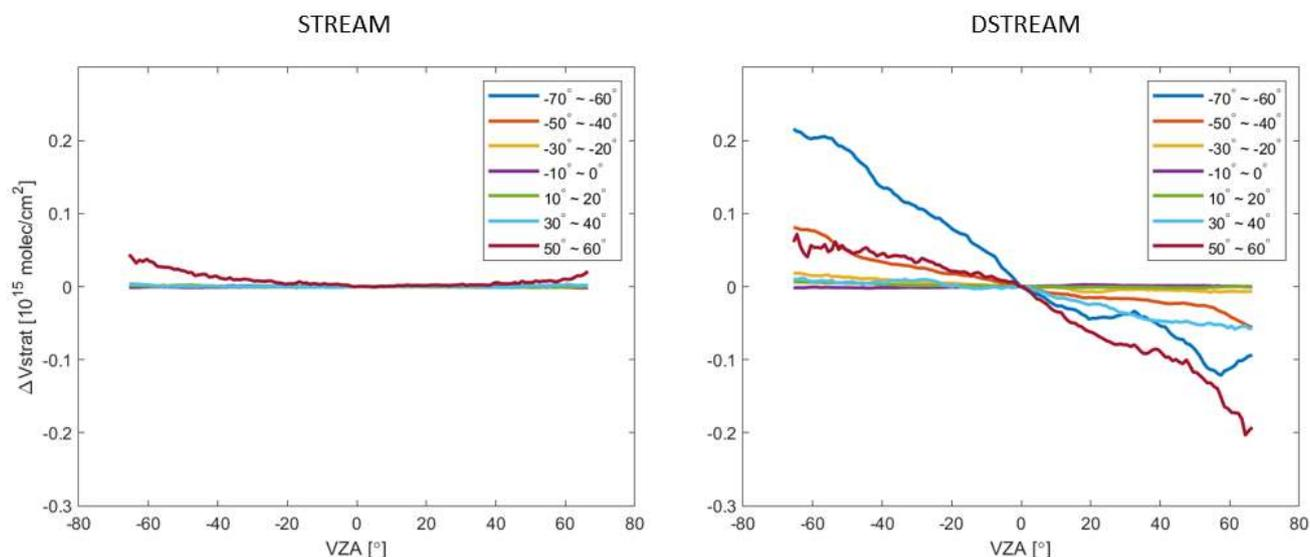 STREAM
0.2
0.1
0
-0.1
-0.2
-0.3
-80 -60 -40 -20 0 20 40 60 80
ΔVstrat [10^15 molec/cm^2]
VZA [°]
-70° ~ -60°
-50° ~ -40°
-30° ~ -20°
-10° ~ 0°
10° ~ 20°
30° ~ 40°
50° ~ 60°
DSTREAM
0.2
0.1
0
-0.1
-0.2
-0.3
-80 -60 -40 -20 0 20 40 60 80
VZA [°]
-70° ~ -60°
-50° ~ -40°
-30° ~ -20°
-10° ~ 0°
10° ~ 20°
30° ~ 40°
50° ~ 60°